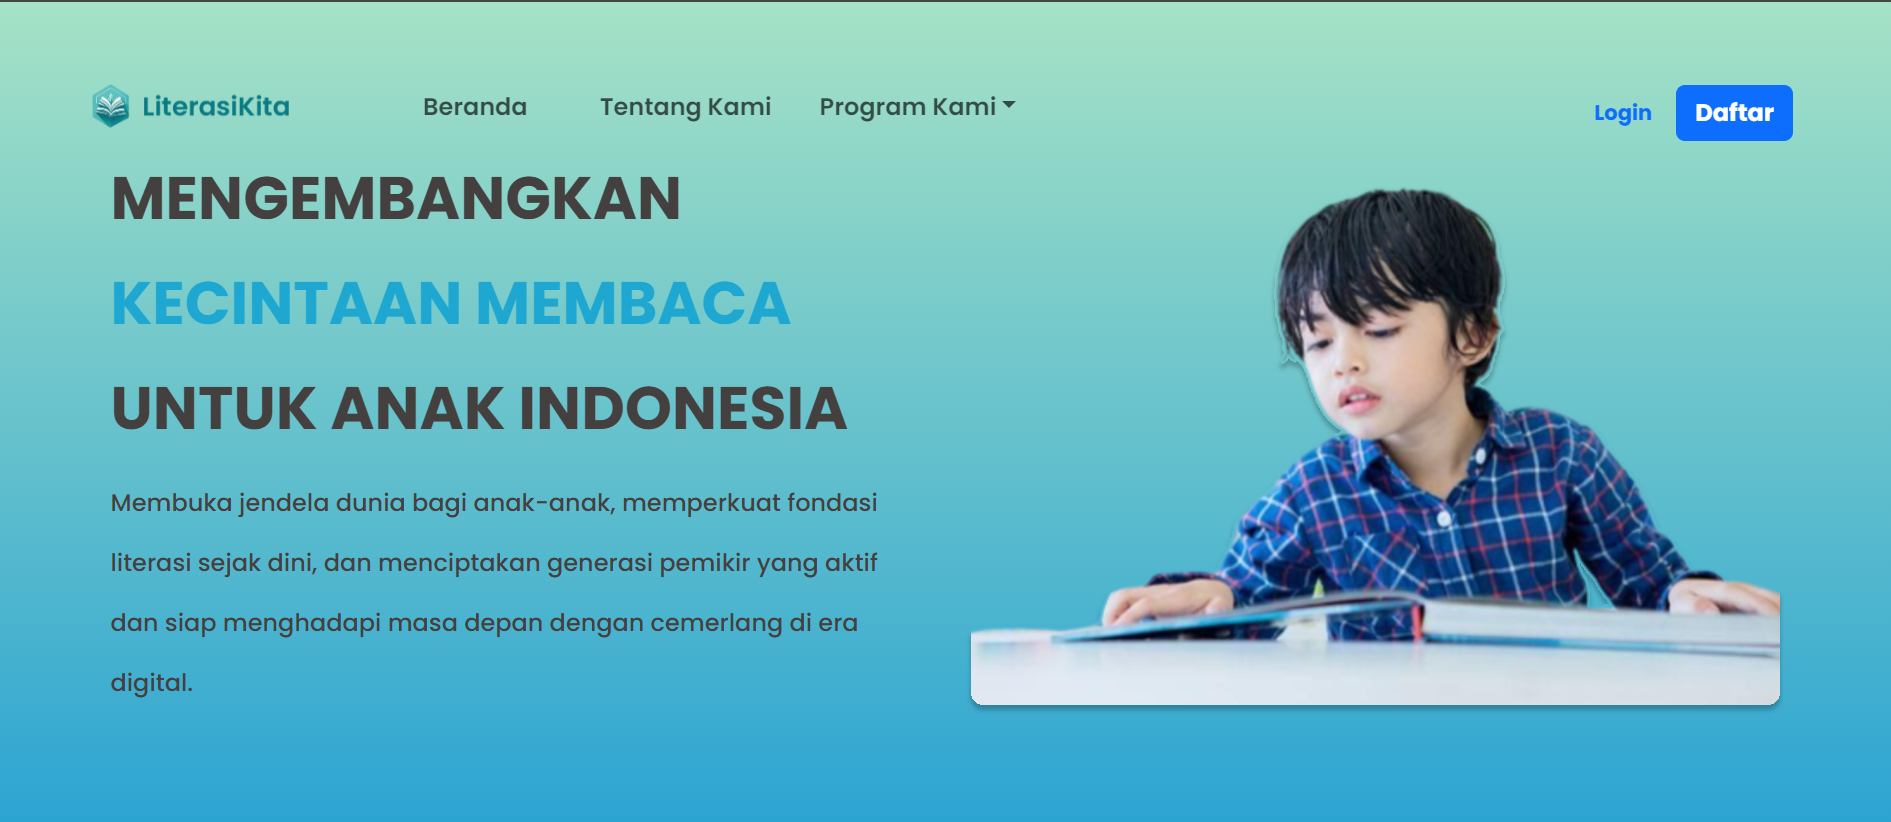 LiterasiKita
Beranda
Tentang Kami
Program Kami
Login
Daftar
MENGEMBANGKAN
KECINTAAN MEMBACA
UNTUK ANAK INDONESIA
Membuka jendela dunia bagi anak-anak, memperkuat fondasi
literasi sejak dini, dan menciptakan generasi pemikir yang aktif
dan siap menghadapi masa depan dengan cemerlang di era
digital.